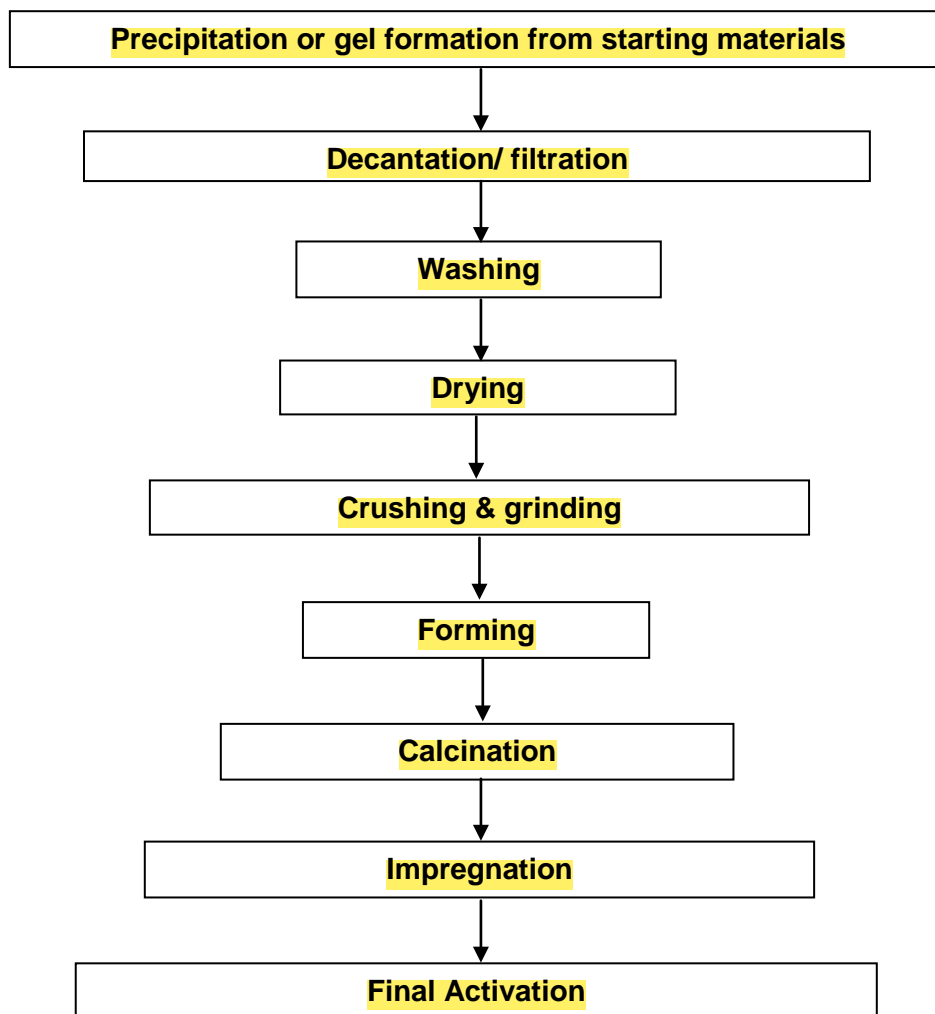 Precipitation or gel formation from starting materials
Decantation/ filtration
Washing
Drying
Crushing & grinding
Forming
Calcination
Impregnation
Final Activation